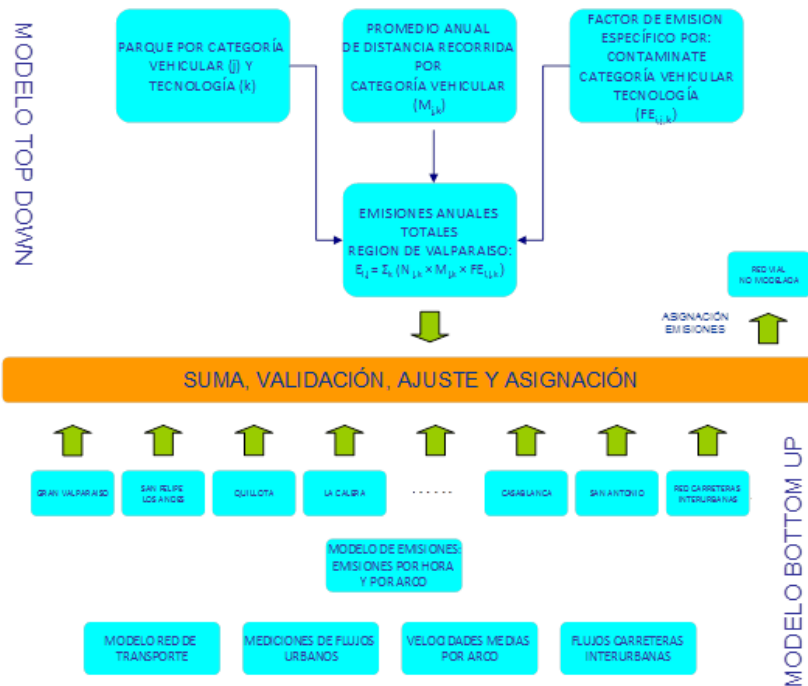 MODELO TOP DOWN
PARQUE POR CATEGORÍA
VEHICULAR (j) Y
TECNOLOGÍA (k)
PROMEDIO ANUAL
DE DISTANCIA RECORRIDA
POR
CATEGORÍA VEHICULAR
(Mj,k)
FACTOR DE EMISION
ESPECÍFICO POR:
CONTAMINATE
CATEGORÍA VEHICULAR
TECNOLOGÍA
(FEi,j,k)
EMISIONES ANUALES
TOTALES
REGION DE VALPARAISO:
Ei,j = Σk (Nj,k × Mj,k × FEi,j,k)
RED VIAL
NO MODELADA
ASIGNACIÓN
EMISIONES
SUMA, VALIDACIÓN, AJUSTE Y ASIGNACIÓN
GRAN VALPARAISO
SAN FELIPE
LOS ANDES
QUILLOTA
LA CALERA
......
CASABLANCA
SAN ANTONIO
RED CARRETERAS
INTERURBANAS
MODELO DE EMISIONES:
EMISIONES POR HORA
Y POR ARCO
MODELO RED DE
TRANSPORTE
MEDICIONES DE FLUJOS
URBANOS
VELOCIDADES MEDIAS
POR ARCO
FLUJOS CARRETERAS
INTERURBANAS
MODELO BOTTOM UP